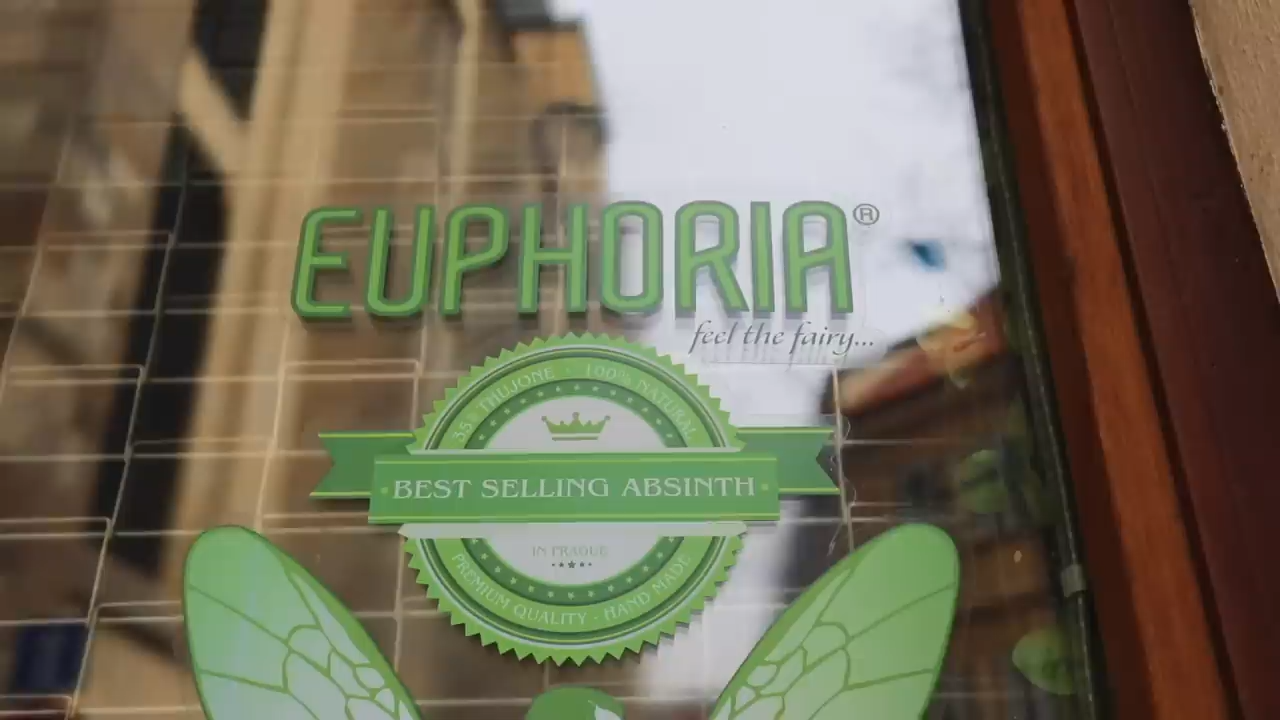 EUPHORIA®
feel the fairy...
35 THUJONE · 100% NATURAL
BEST SELLING ABSINTH
IN PRAGUE
PREMIUM QUALITY · HAND MADE